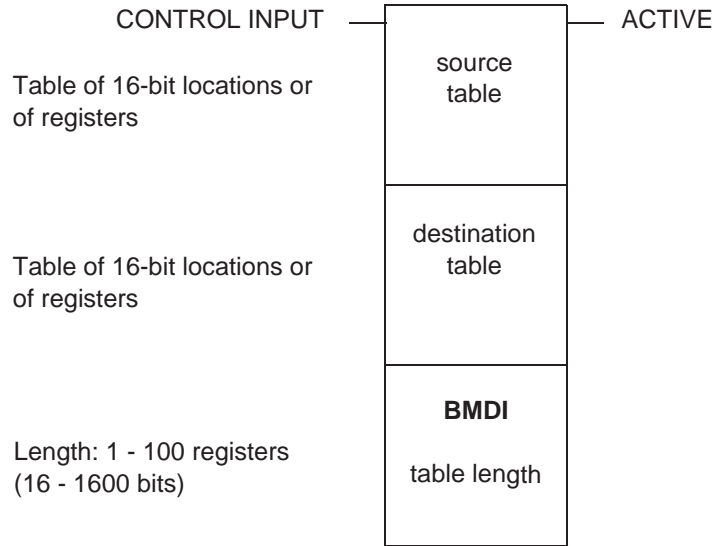 CONTROL INPUT
ACTIVE
source
table
Table of 16-bit locations or
of registers
destination
table
Table of 16-bit locations or
of registers
BMDI
Length: 1 - 100 registers
(16 - 1600 bits)
table length